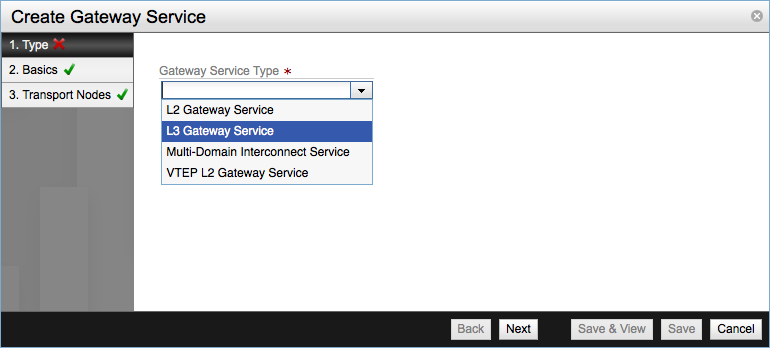 Create Gateway Service
1. Type
2. Basics
3. Transport Nodes
Gateway Service Type *
L2 Gateway Service
L3 Gateway Service
Multi-Domain Interconnect Service
VTEP L2 Gateway Service
Back Next Save & View Save Cancel